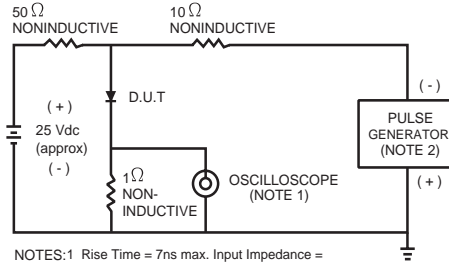 50 Ω
NONINDUCTIVE
10 Ω
NONINDUCTIVE
( + )
25 Vdc
(approx)
( - )
D.U.T
1Ω
NON-
INDUCTIVE
OSCILLOSCOPE
(NOTE 1)
( - )
PULSE
GENERATOR
(NOTE 2)
( + )
NOTES:1 Rise Time = 7ns max. Input Impedance =